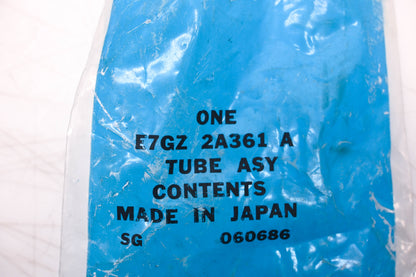 ONE
E7GZ 2A361 A
TUBE ASY
CONTENTS
MADE IN JAPAN
SG 060686